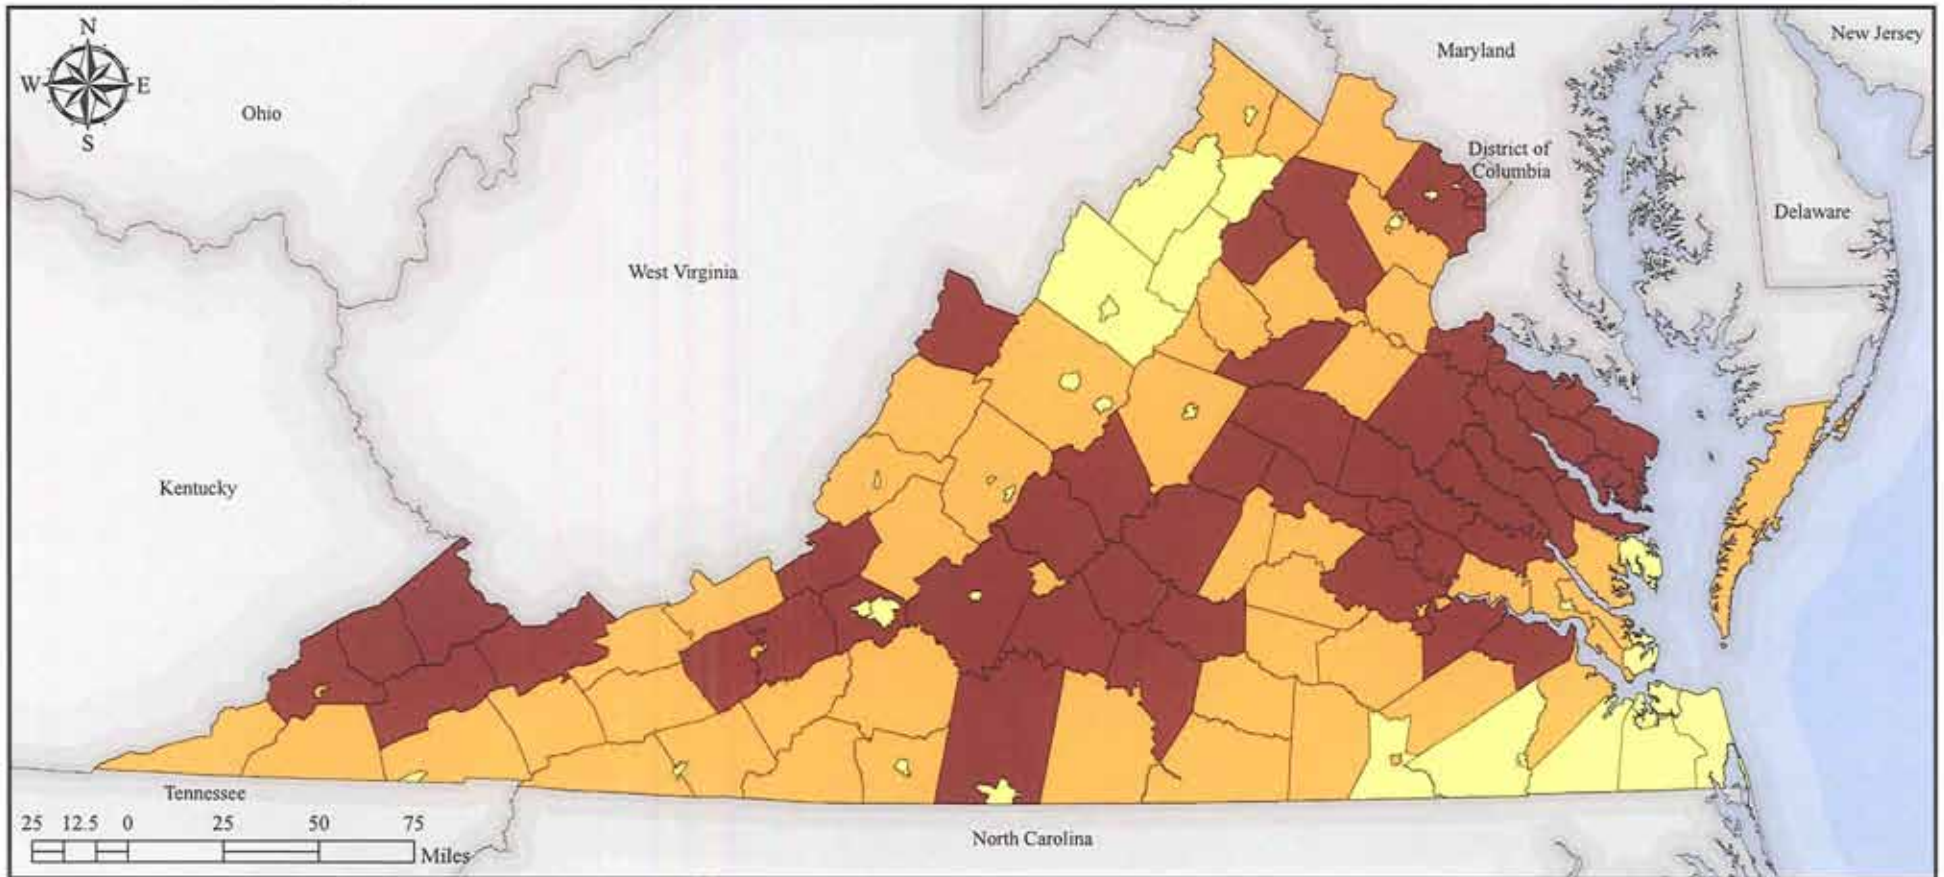 N
W E
S
Ohio
Maryland
New Jersey
District of
Columbia
Delaware
West Virginia
Kentucky
Tennessee
North Carolina
25 12.5 0 25 50 75
Miles